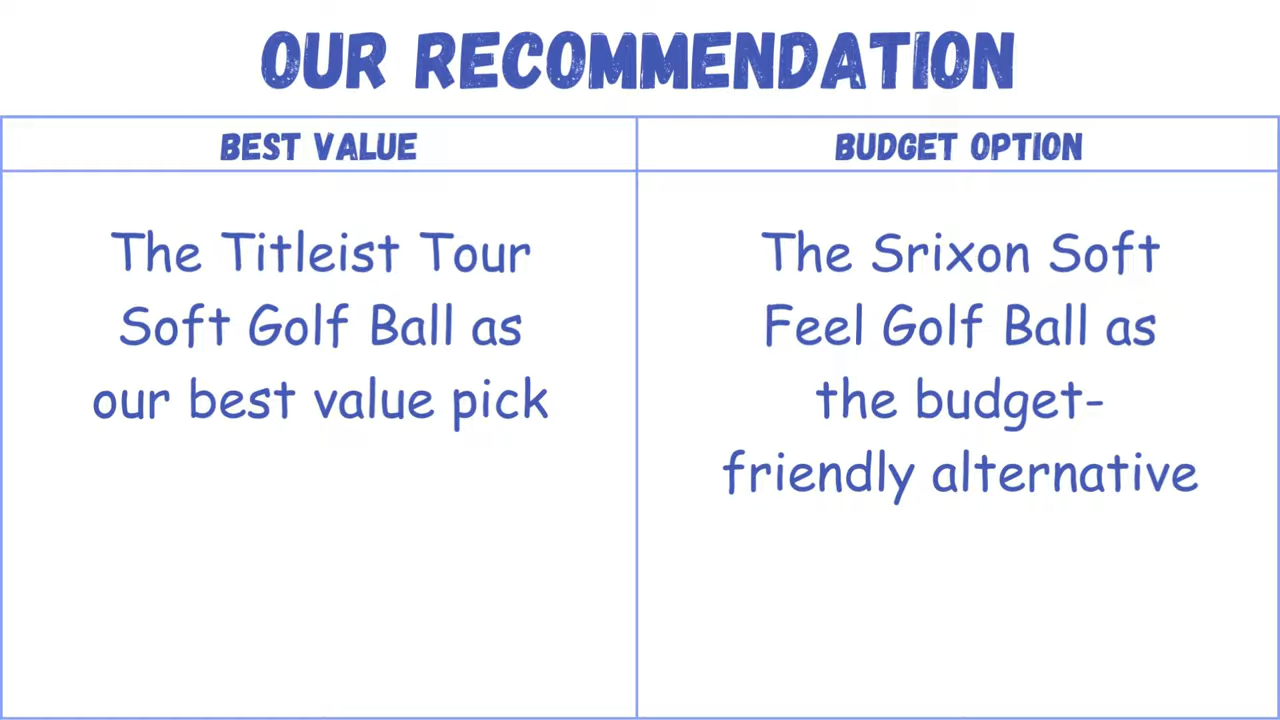 OUR RECOMMENDATION
BEST VALUE
The Titleist Tour
Soft Golf Ball as
our best value pick
BUDGET OPTION
The Srixon Soft
Feel Golf Ball as
the budget-
friendly alternative